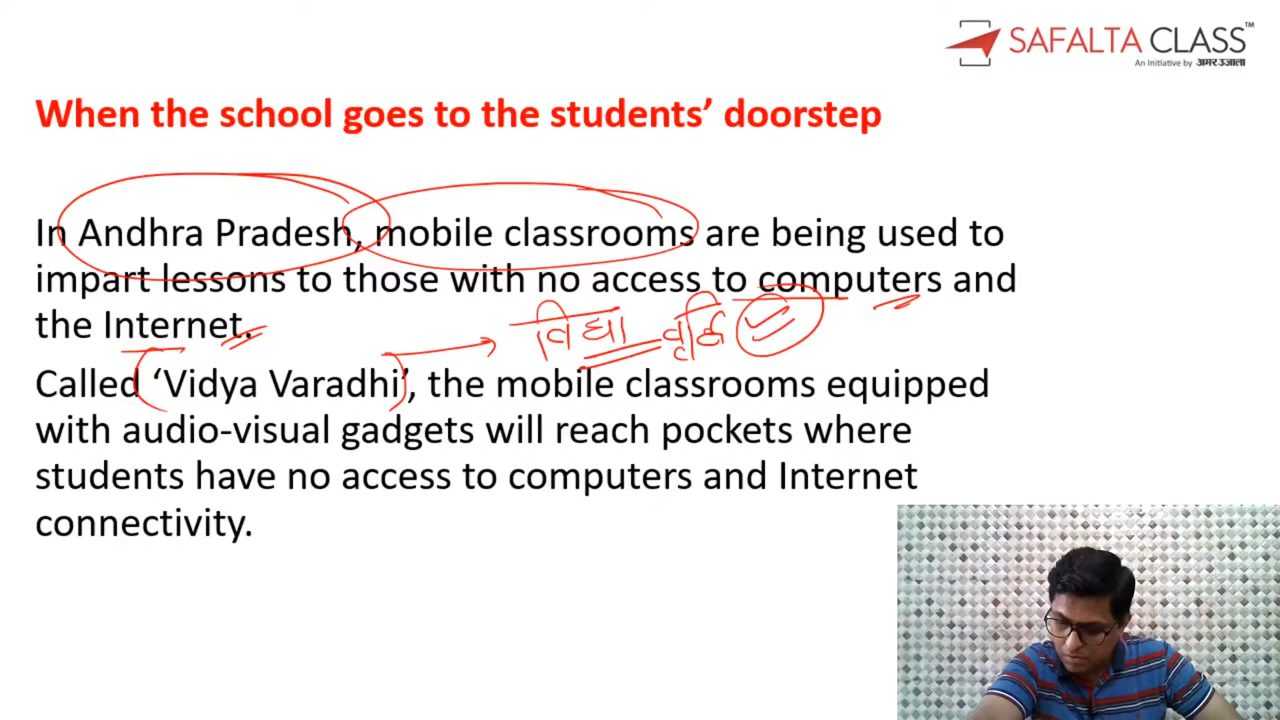 SAFALTA CLASS™
An Initiative by अमर उजाला
When the school goes to the students’ doorstep
In Andhra Pradesh, mobile classrooms are being used to
impart lessons to those with no access to computers and
the Internet.
विद्या
Called ‘Vidya Varadhi’, the mobile classrooms equipped
with audio-visual gadgets will reach pockets where
students have no access to computers and Internet
connectivity.